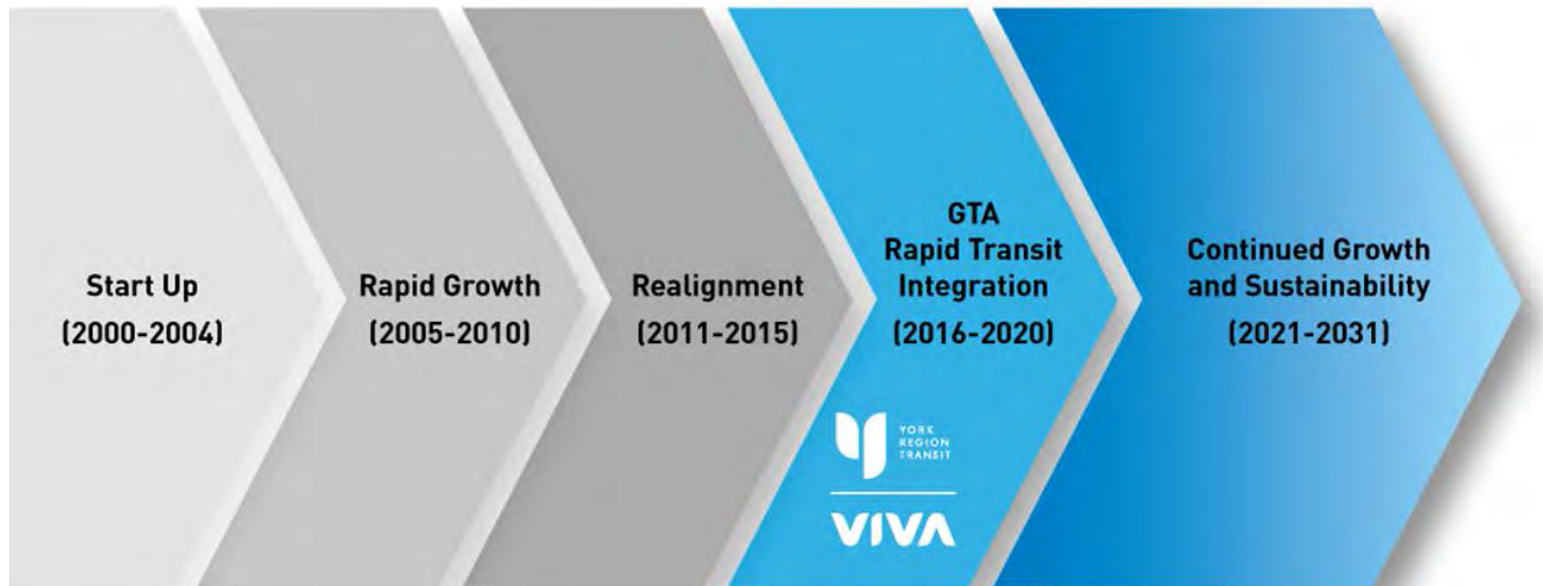 Start Up
(2000-2004)
Rapid Growth
(2005-2010)
Realignment
(2011-2015)
GTA
Rapid Transit
Integration
(2016-2020)
YORK
REGION
TRANSIT
VIVA
Continued Growth
and Sustainability
(2021-2031)